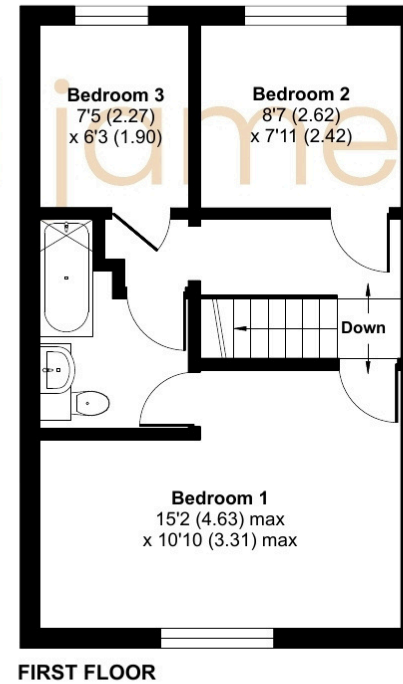 Bedroom 3
7'5 (2.27)
x 6'3 (1.90)
Bedroom 2
8'7 (2.62)
x 7'11 (2.42)
jame
Down
Bedroom 1
15'2 (4.63) max
x 10'10 (3.31) max
FIRST FLOOR